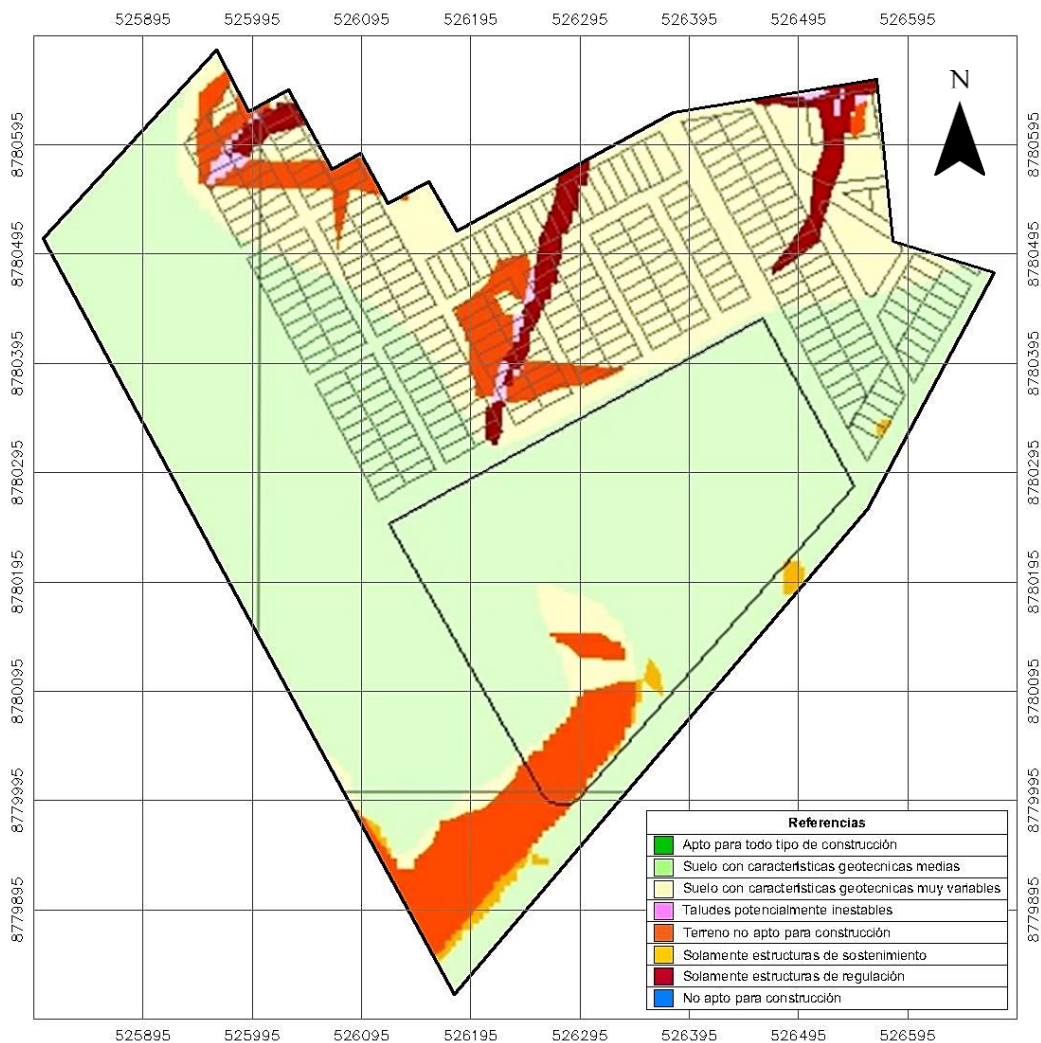 525895 525995 526095 526195 526295 526395 526495 526595
N
8780595 8780595
8780495 8780495
8780395 8780395
8780295 8780295
8780195 8780195
8780095 8780095
8779995 8779995
8779895 8779895
Referencias
Apto para todo tipo de construcción
Suelo con características geotecnicas medias
Suelo con características geotecnicas muy variables
Taludes potencialmente inestables
Terreno no apto para construcción
Solamente estructuras de sostenimiento
Solamente estructuras de regulación
No apto para construcción
525895 525995 526095 526195 526295 526395 526495 526595